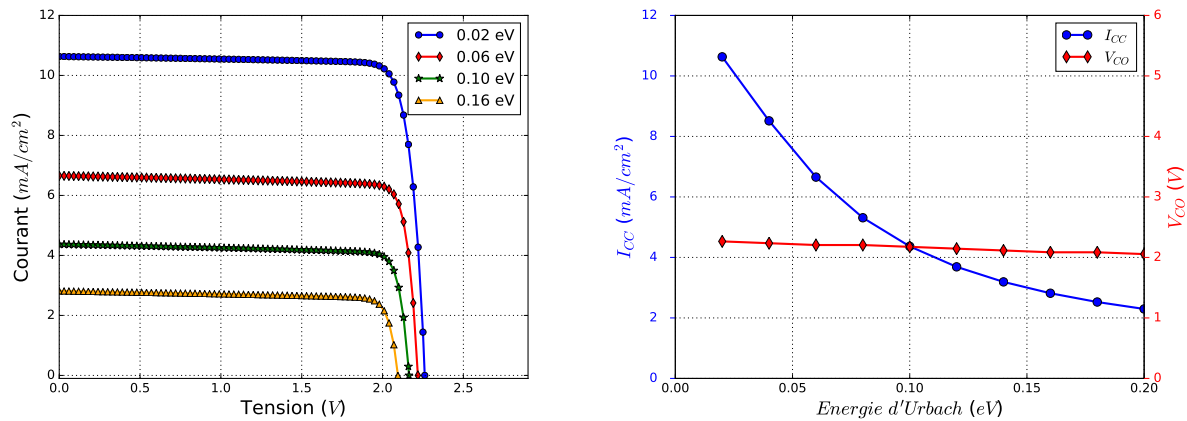 12
10
8
6
4
2
0
0.0 0.5 1.0 1.5 2.0 2.5
Courant (mA/cm²)
Tension (V)
0.02 eV
0.06 eV
0.10 eV
0.16 eV
12
10
8
6
4
2
0
0.00 0.05 0.10 0.15 0.20
I_CC (mA/cm²)
Energie d'Urbach (eV)
I_CC
V_CO
6
5
4
3
2
1
0
V_CO (V)